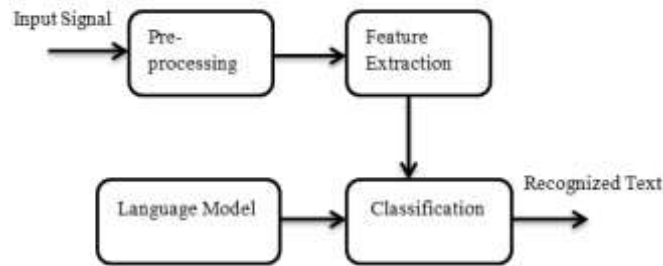 Input Signal
Pre-
processing
Feature
Extraction
Language Model
Classification
Recognized Text